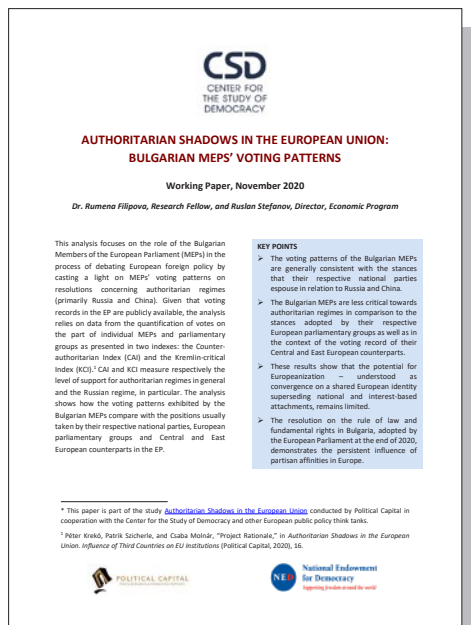 CSD
CENTER FOR
THE STUDY OF
DEMOCRACY
AUTHORITARIAN SHADOWS IN THE EUROPEAN UNION:
BULGARIAN MEPS' VOTING PATTERNS
Working Paper, November 2020
Dr. Rumena Filipova, Research Fellow, and Ruslan Stefanov, Director, Economic Program
This analysis focuses on the role of the Bulgarian
Members of the European Parliament (MEPs) in the
process of debating European foreign policy by
casting a light on MEPs' voting patterns on
resolutions concerning authoritarian regimes
(primarily Russia and China). Given that voting
records in the EP are publicly available, the analysis
relies on data from the quantification of votes on
the part of individual MEPs and parliamentary
groups as presented in two indexes: the Counter-
authoritarian Index (CAI) and the Kremlin-critical
Index (KCI).¹ CAI and KCI measure respectively the
level of support for authoritarian regimes in general
and the Russian regime, in particular. The analysis
shows how the voting patterns exhibited by the
Bulgarian MEPs compare with the positions usually
taken by their respective national parties, European
parliamentary groups and Central and East
European counterparts in the EP.
KEY POINTS
➢ The voting patterns of the Bulgarian MEPs
are generally consistent with the stances
that their respective national parties
espouse in relation to Russia and China.
➢ The Bulgarian MEPs are less critical towards
authoritarian regimes in comparison to the
stances adopted by their respective
European parliamentary groups as well as in
the context of the voting record of their
Central and East European counterparts.
➢ These results show that the potential for
Europeanization – understood as
convergence on a shared European identity
superseding national and interest-based
attachments, remains limited.
➢ The resolution on the rule of law and
fundamental rights in Bulgaria, adopted by
the European Parliament at the end of 2020,
demonstrates the persistent influence of
partisan affinities in Europe.
* This paper is part of the study Authoritarian Shadows in the European Union conducted by Political Capital in
cooperation with the Center for the Study of Democracy and other European public policy think tanks.
¹ Péter Krekó, Patrik Szicherle, and Csaba Molnár, "Project Rationale," in Authoritarian Shadows in the European
Union. Influence of Third Countries on EU Institutions (Political Capital, 2020), 16.
POLITICAL CAPITAL
NED
National Endowment
for Democracy
Supporting freedom around the world